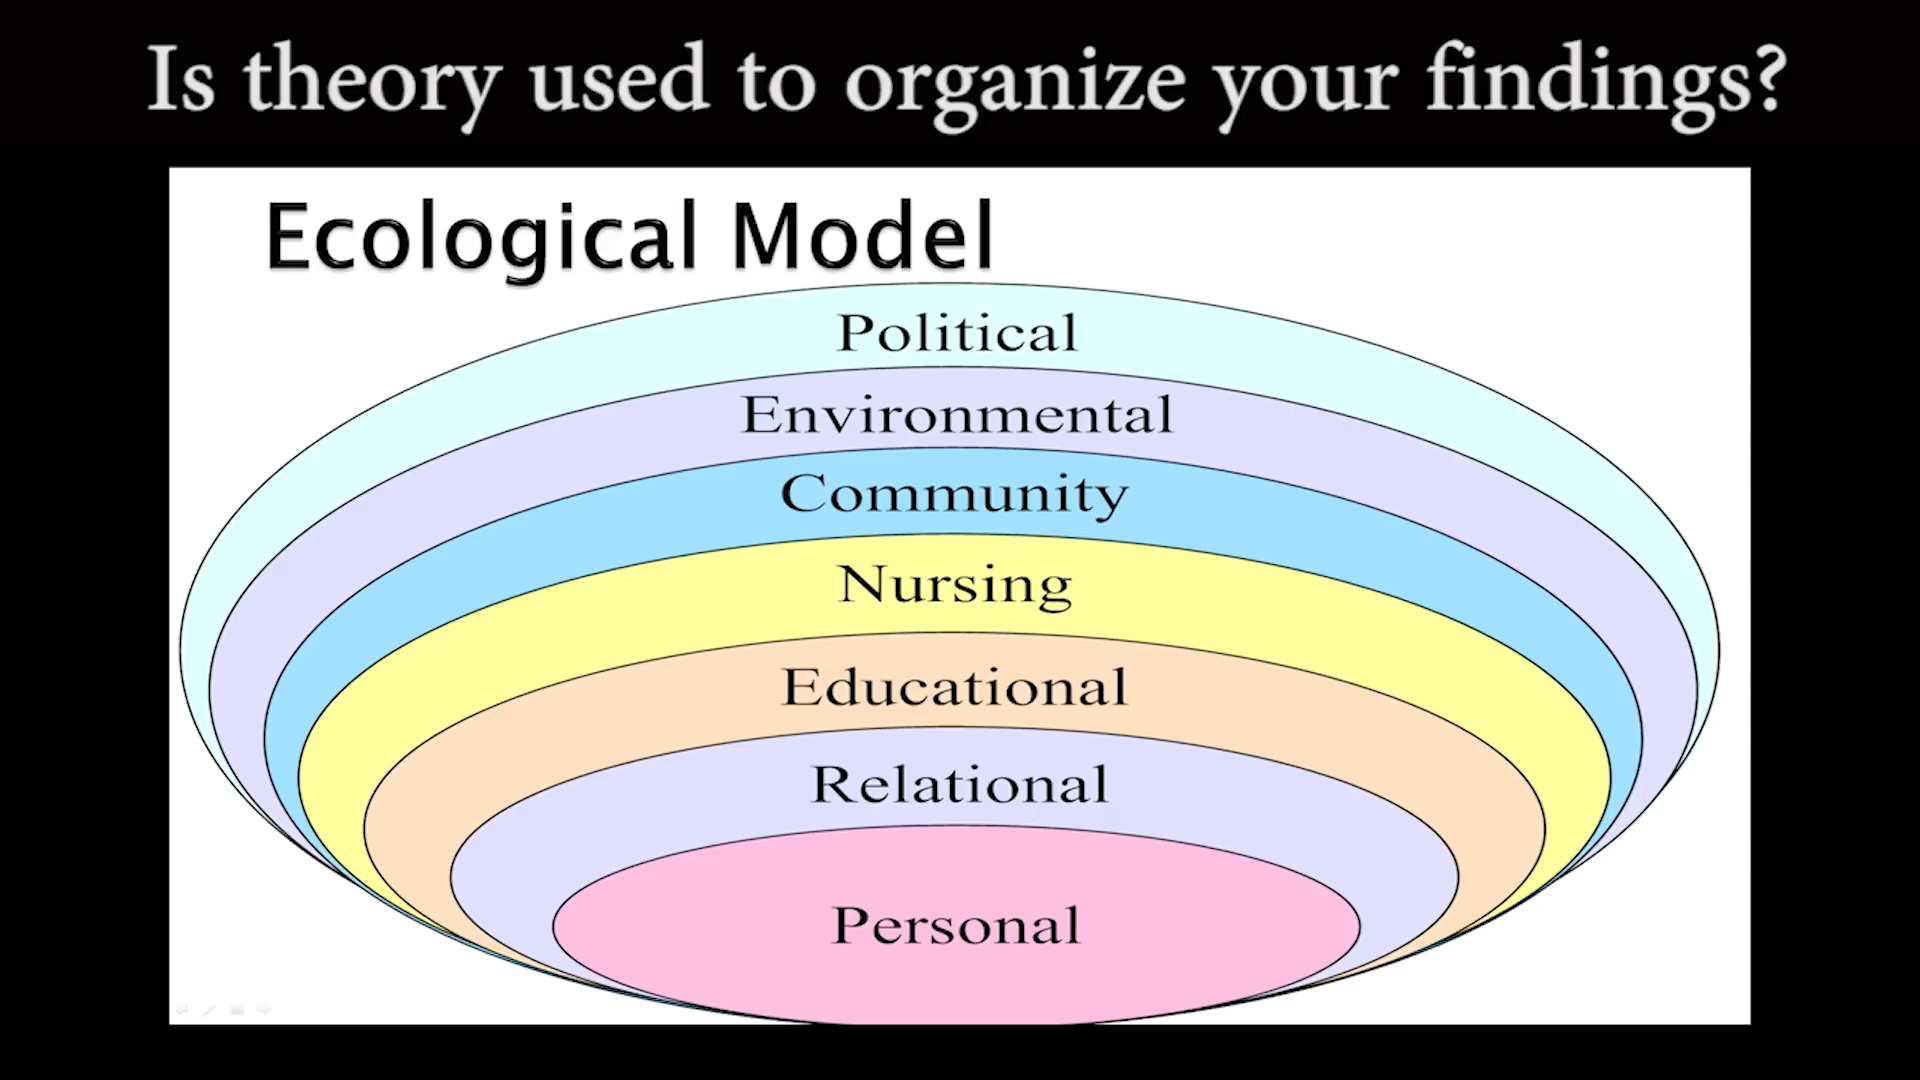 Is theory used to organize your findings?
Ecological Model
Political
Environmental
Community
Nursing
Educational
Relational
Personal